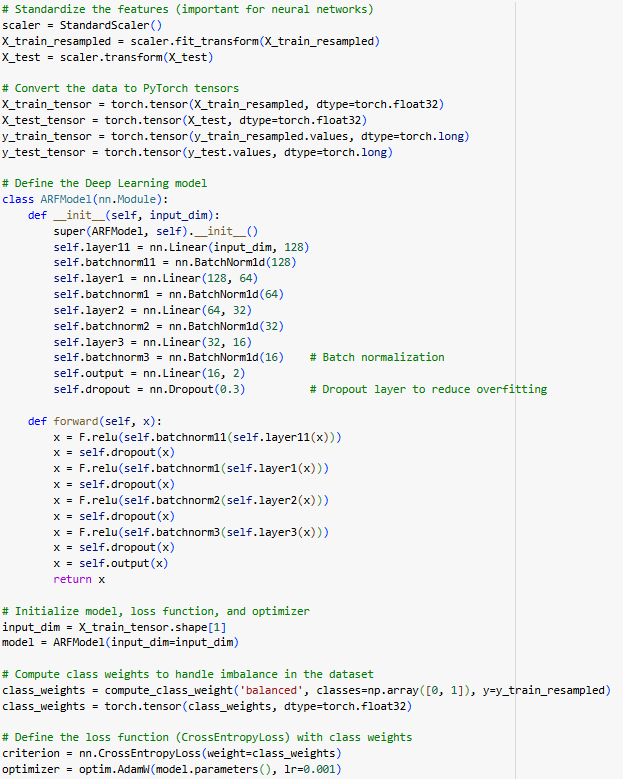 # Standardize the features (important for neural networks)
scaler = StandardScaler()
X_train_resampled = scaler.fit_transform(X_train_resampled)
X_test = scaler.transform(X_test)

# Convert the data to PyTorch tensors
X_train_tensor = torch.tensor(X_train_resampled, dtype=torch.float32)
X_test_tensor = torch.tensor(X_test, dtype=torch.float32)
y_train_tensor = torch.tensor(y_train_resampled.values, dtype=torch.long)
y_test_tensor = torch.tensor(y_test.values, dtype=torch.long)

# Define the Deep Learning model
class ARFModel(nn.Module):
    def __init__(self, input_dim):
        super(ARFModel, self).__init__()
        self.layer11 = nn.Linear(input_dim, 128)
        self.batchnorm11 = nn.BatchNorm1d(128)
        self.layer1 = nn.Linear(128, 64)
        self.batchnorm1 = nn.BatchNorm1d(64)
        self.layer2 = nn.Linear(64, 32)
        self.batchnorm2 = nn.BatchNorm1d(32)
        self.layer3 = nn.Linear(32, 16)
        self.batchnorm3 = nn.BatchNorm1d(16)    # Batch normalization
        self.output = nn.Linear(16, 2)
        self.dropout = nn.Dropout(0.3)          # Dropout layer to reduce overfitting

    def forward(self, x):
        x = F.relu(self.batchnorm11(self.layer11(x)))
        x = self.dropout(x)
        x = F.relu(self.batchnorm1(self.layer1(x)))
        x = self.dropout(x)
        x = F.relu(self.batchnorm2(self.layer2(x)))
        x = self.dropout(x)
        x = F.relu(self.batchnorm3(self.layer3(x)))
        x = self.dropout(x)
        x = self.output(x)
        return x

# Initialize model, loss function, and optimizer
input_dim = X_train_tensor.shape[1]
model = ARFModel(input_dim=input_dim)

# Compute class weights to handle imbalance in the dataset
class_weights = compute_class_weight('balanced', classes=np.array([0, 1]), y=y_train_resampled)
class_weights = torch.tensor(class_weights, dtype=torch.float32)

# Define the loss function (CrossEntropyLoss) with class weights
criterion = nn.CrossEntropyLoss(weight=class_weights)
optimizer = optim.AdamW(model.parameters(), lr=0.001)